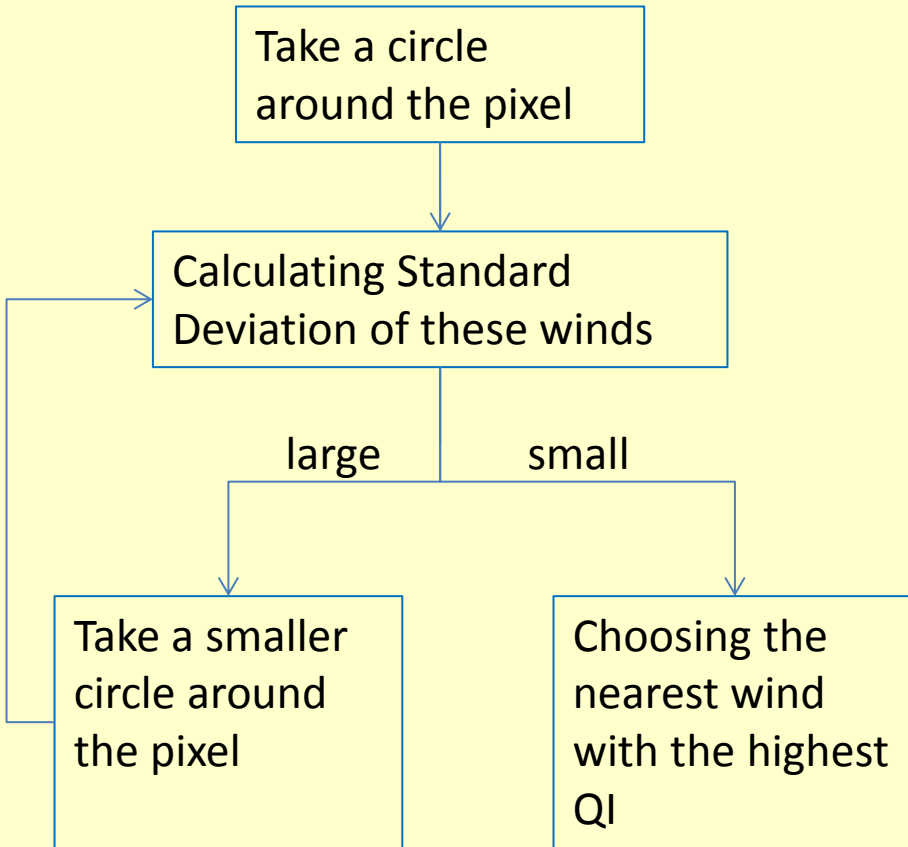 Take a circle
around the pixel
Calculating Standard
Deviation of these winds
large
small
Take a smaller
circle around
the pixel
Choosing the
nearest wind
with the highest
QI